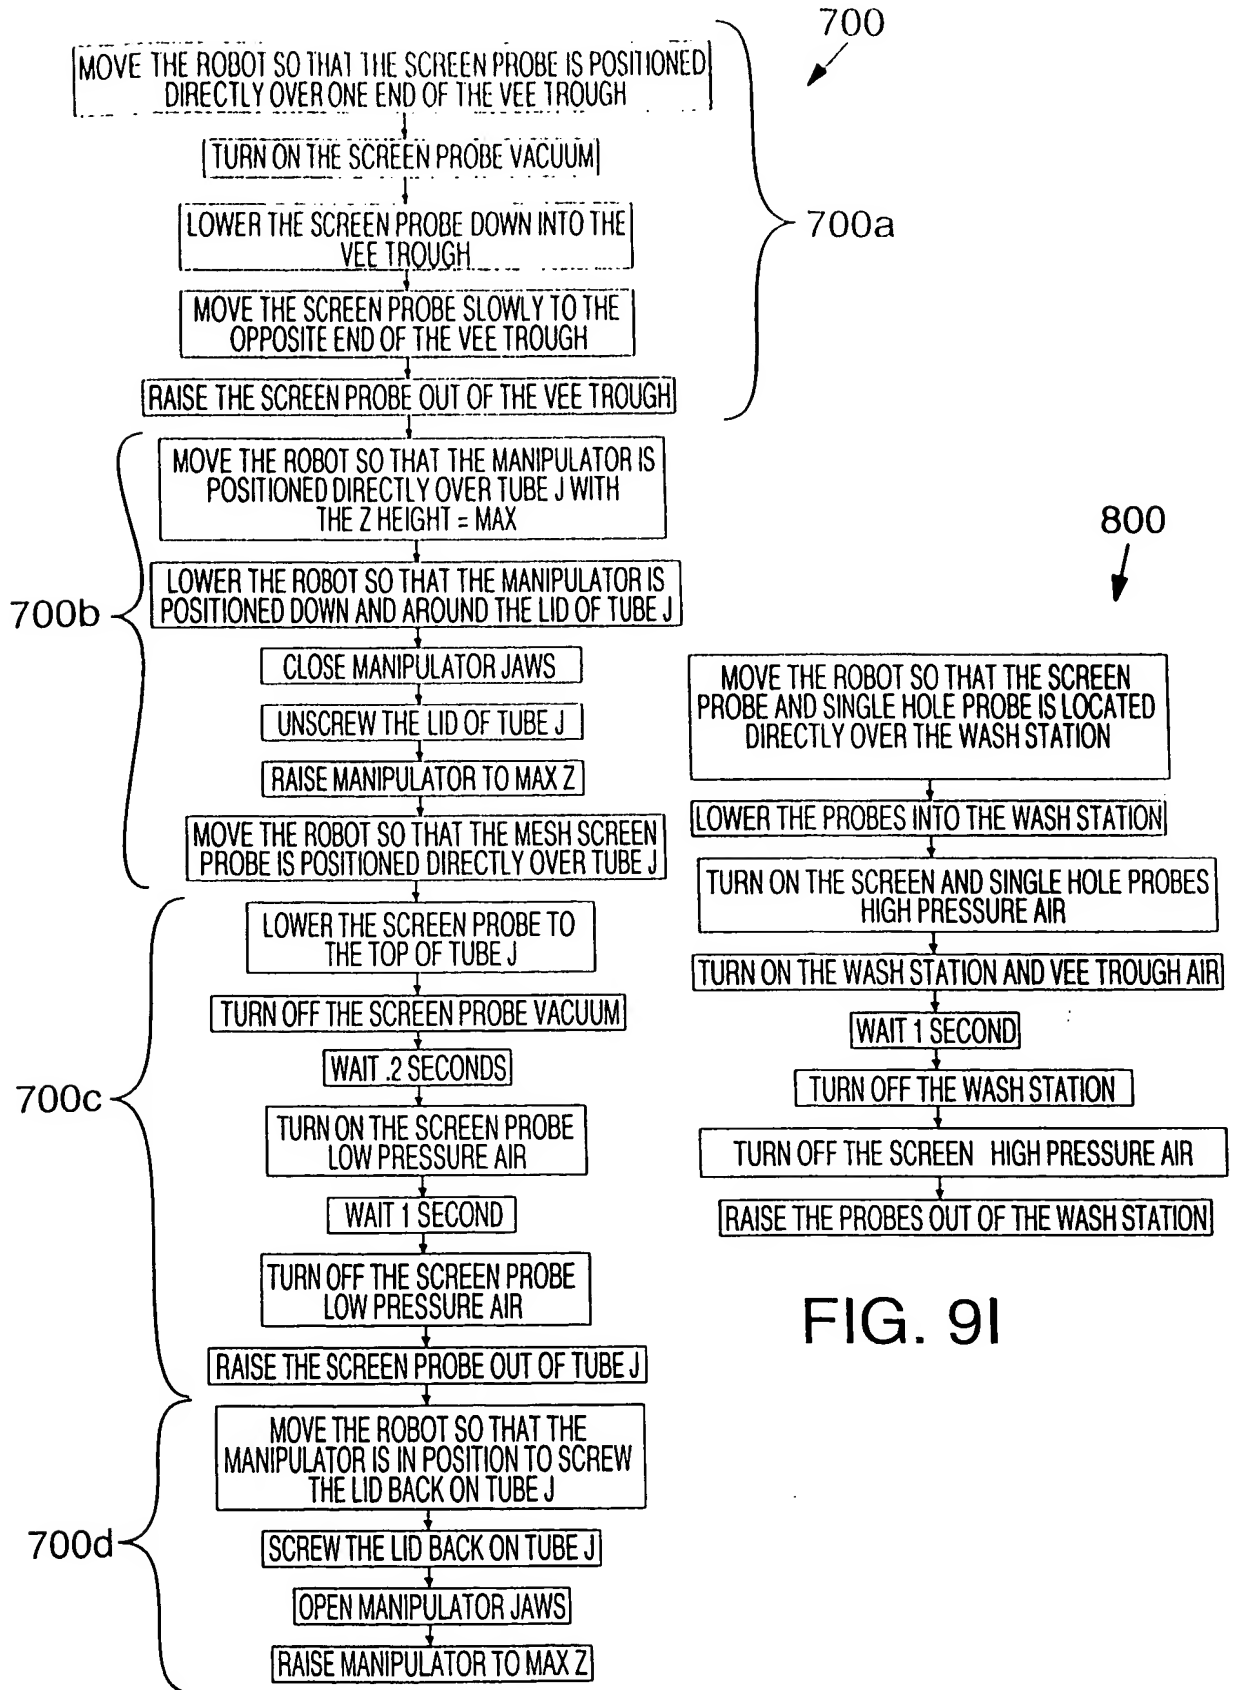 700
MOVE THE ROBOT SO THAT THE SCREEN PROBE IS POSITIONED
DIRECTLY OVER ONE END OF THE VEE TROUGH
TURN ON THE SCREEN PROBE VACUUM
LOWER THE SCREEN PROBE DOWN INTO THE
VEE TROUGH
MOVE THE SCREEN PROBE SLOWLY TO THE
OPPOSITE END OF THE VEE TROUGH
RAISE THE SCREEN PROBE OUT OF THE VEE TROUGH
700a
MOVE THE ROBOT SO THAT THE MANIPULATOR IS
POSITIONED DIRECTLY OVER TUBE J WITH
THE Z HEIGHT = MAX
LOWER THE ROBOT SO THAT THE MANIPULATOR IS
POSITIONED DOWN AND AROUND THE LID OF TUBE J
CLOSE MANIPULATOR JAWS
UNSCREW THE LID OF TUBE J
RAISE MANIPULATOR TO MAX Z
MOVE THE ROBOT SO THAT THE MESH SCREEN
PROBE IS POSITIONED DIRECTLY OVER TUBE J
700b
LOWER THE SCREEN PROBE TO
THE TOP OF TUBE J
TURN OFF THE SCREEN PROBE VACUUM
WAIT .2 SECONDS
TURN ON THE SCREEN PROBE
LOW PRESSURE AIR
WAIT 1 SECOND
TURN OFF THE SCREEN PROBE
LOW PRESSURE AIR
RAISE THE SCREEN PROBE OUT OF TUBE J
700c
MOVE THE ROBOT SO THAT THE
MANIPULATOR IS IN POSITION TO SCREW
THE LID BACK ON TUBE J
SCREW THE LID BACK ON TUBE J
OPEN MANIPULATOR JAWS
RAISE MANIPULATOR TO MAX Z
700d
800
MOVE THE ROBOT SO THAT THE SCREEN
PROBE AND SINGLE HOLE PROBE IS LOCATED
DIRECTLY OVER THE WASH STATION
LOWER THE PROBES INTO THE WASH STATION
TURN ON THE SCREEN AND SINGLE HOLE PROBES
HIGH PRESSURE AIR
TURN ON THE WASH STATION AND VEE TROUGH AIR
WAIT 1 SECOND
TURN OFF THE WASH STATION
TURN OFF THE SCREEN HIGH PRESSURE AIR
RAISE THE PROBES OUT OF THE WASH STATION
FIG. 9I